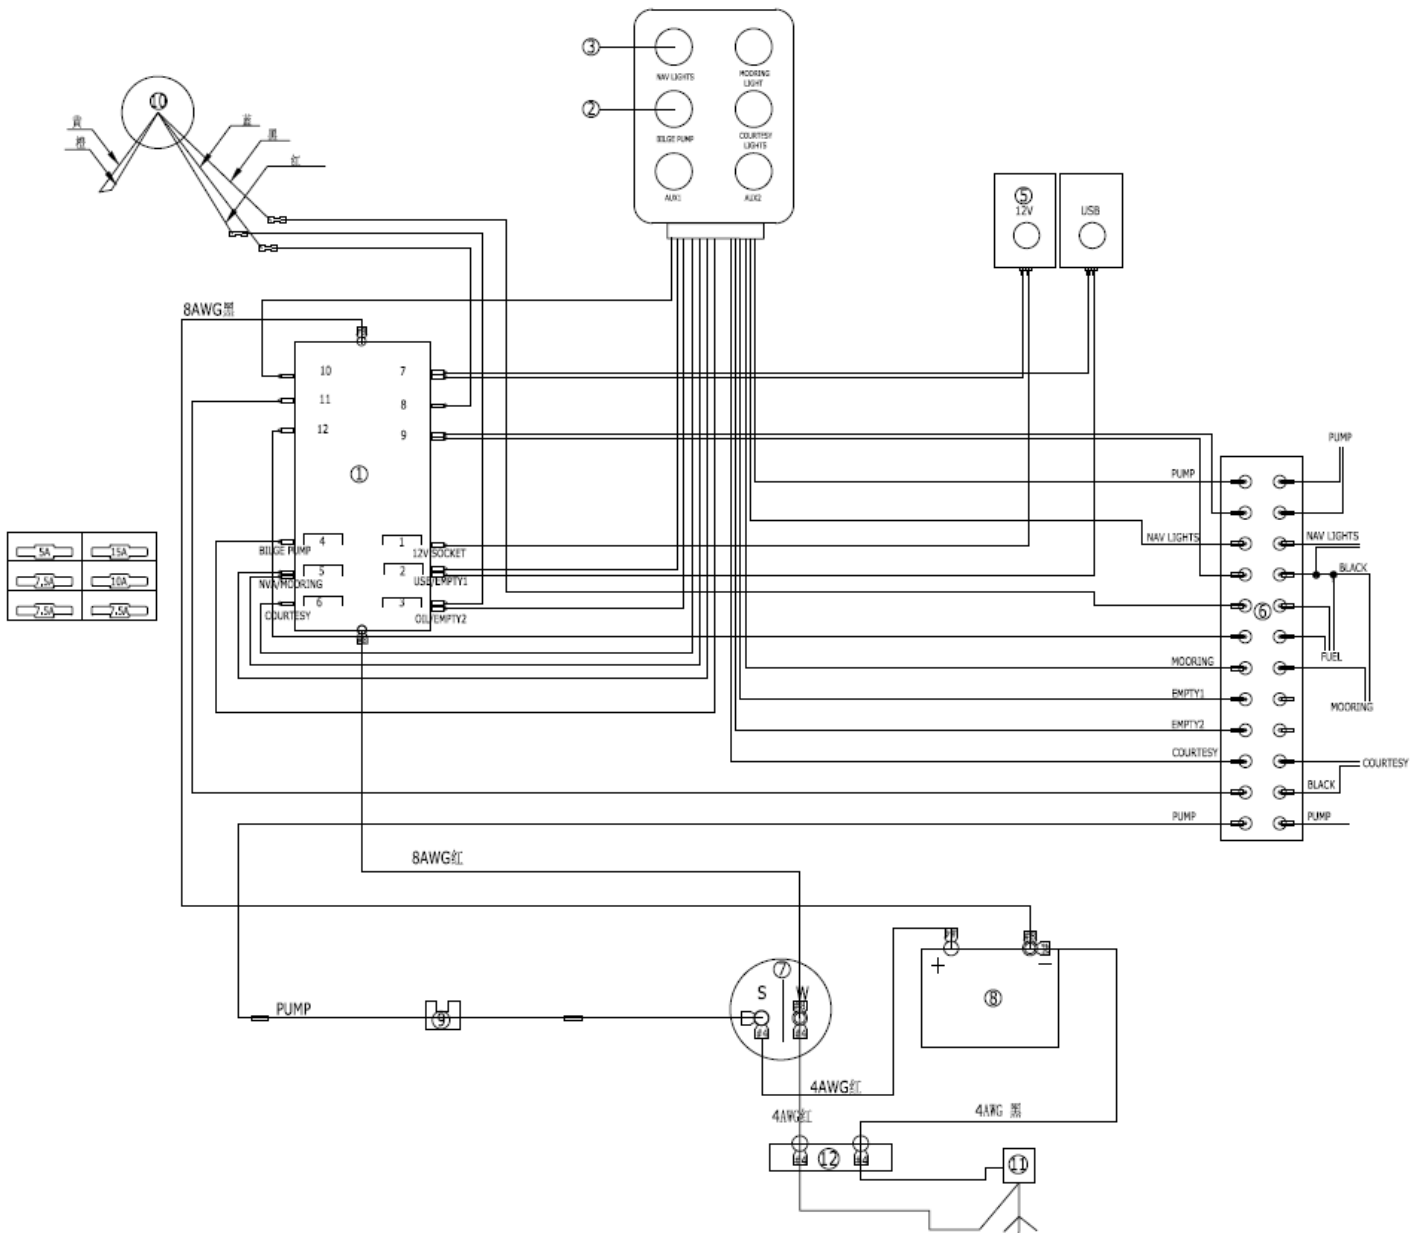 ③
②
NAV LIGHTS
MOORING
LIGHT
BILGE PUMP
COURTESY
LIGHTS
AUX1
AUX2
⑩
黄
橙
蓝
黑
红
⑤
12V
USB
8AWG黑
10
7
11
8
12
9
①
4
1
BILGE PUMP
12V SOCKET
5
2
NVA/MOORING
USB/EMPTY1
6
3
COURTESY
OIL/EMPTY2
5A
15A
2.5A
10A
7.5A
7.5A
PUMP
PUMP
NAV LIGHTS
NAV LIGHTS
BLACK
⑥
FUEL
MOORING
MOORING
EMPTY1
EMPTY2
COURTESY
COURTESY
BLACK
PUMP
PUMP
8AWG红
⑦
S
W
+
−
⑧
PUMP
⑨
#4
#4
4AWG红
4AWG红
4AWG 黑
#4
⑫
#4
⑪